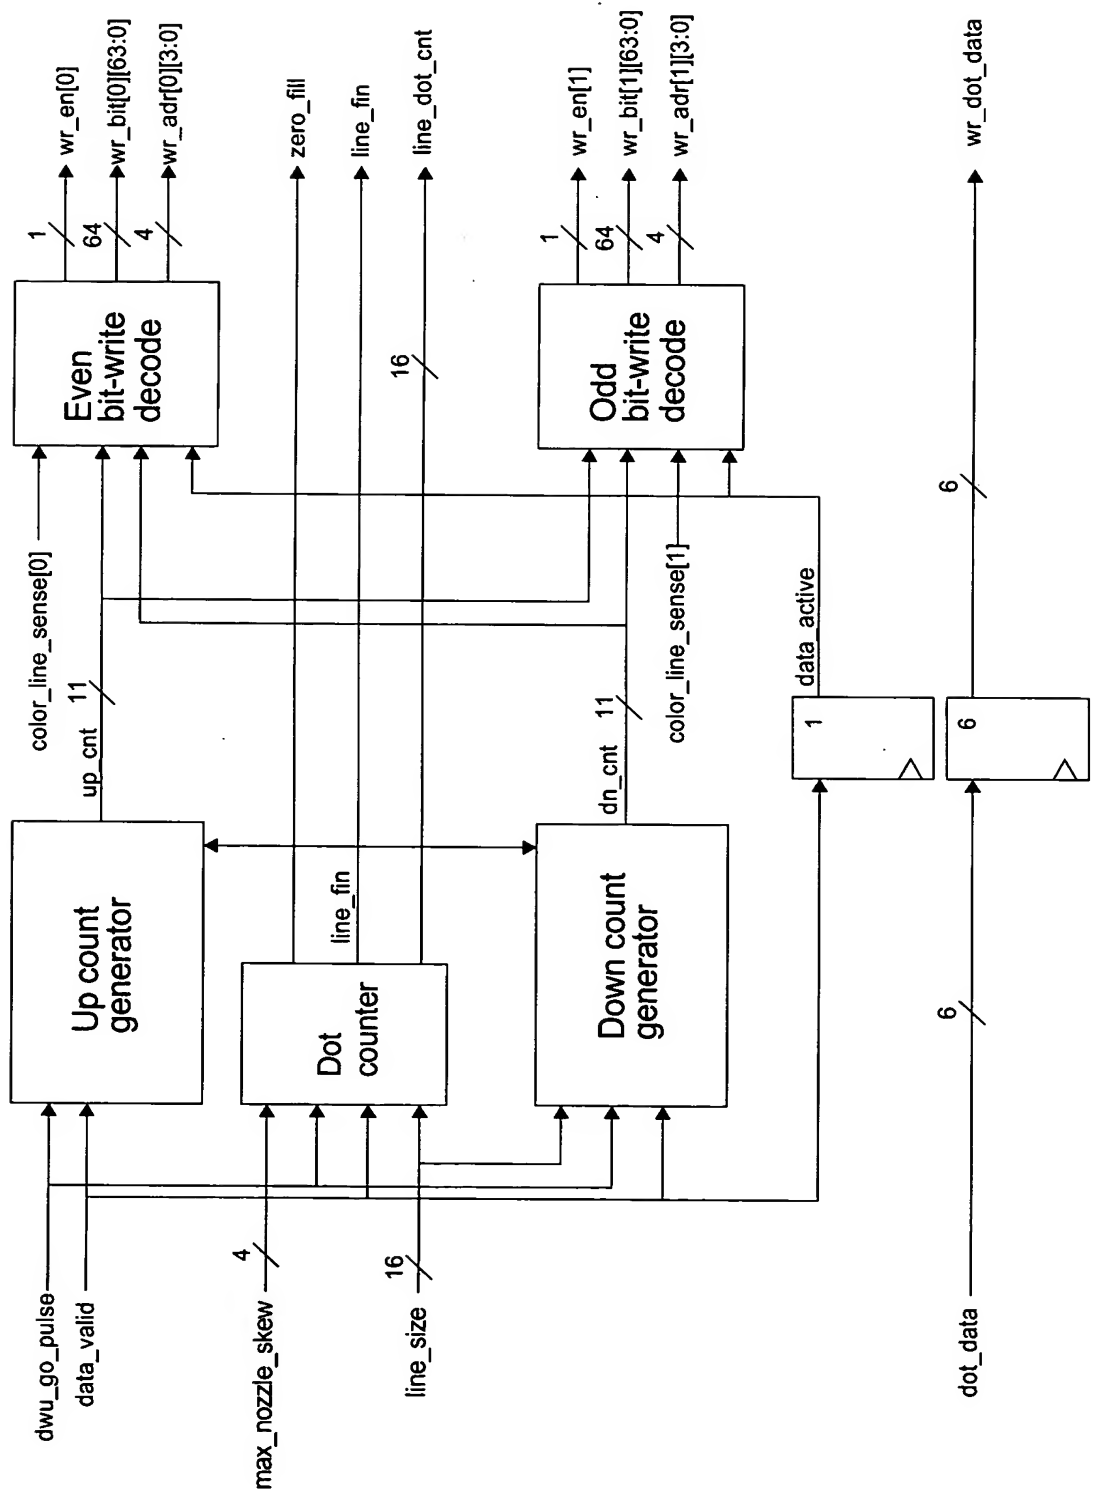 dwu_go_pulse
data_valid
max_nozzle_skew
4
line_size
16
dot_data
6
Up count
generator
Dot
counter
Down count
generator
up_cnt
11
line_fin
dn_cnt
11
1
6
color_line_sense[0]
color_line_sense[1]
data_active
6
Even
bit-write
decode
16
Odd
bit-write
decode
1
64
4
1
64
4
wr_en[0]
wr_bit[0][63:0]
wr_adr[0][3:0]
zero_fill
line_fin
line_dot_cnt
wr_en[1]
wr_bit[1][63:0]
wr_adr[1][3:0]
wr_dot_data